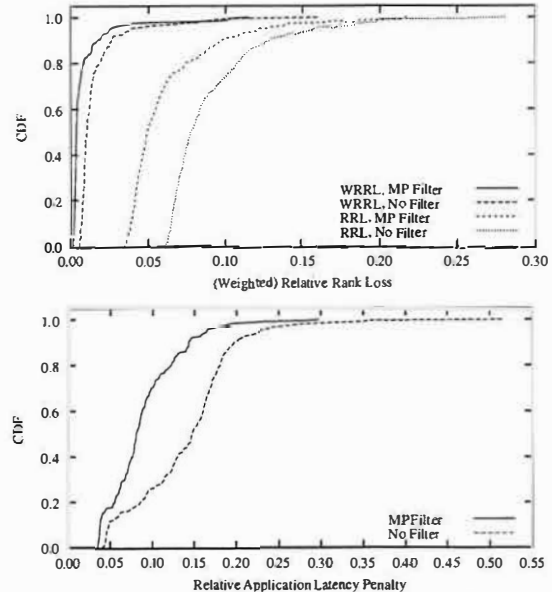 1.0
0.8
0.6
0.4
0.2
0.0
CDF
WRRL, MP Filter
WRRL, No Filter
RRL, MP Filter
RRL, No Filter
0.00 0.05 0.10 0.15 0.20 0.25 0.30
(Weighted) Relative Rank Loss
1.0
0.8
0.6
0.4
0.2
0.0
CDF
MPFilter
No Filter
0.00 0.05 0.10 0.15 0.20 0.25 0.30 0.35 0.40 0.45 0.50 0.55
Relative Application Latency Penalty